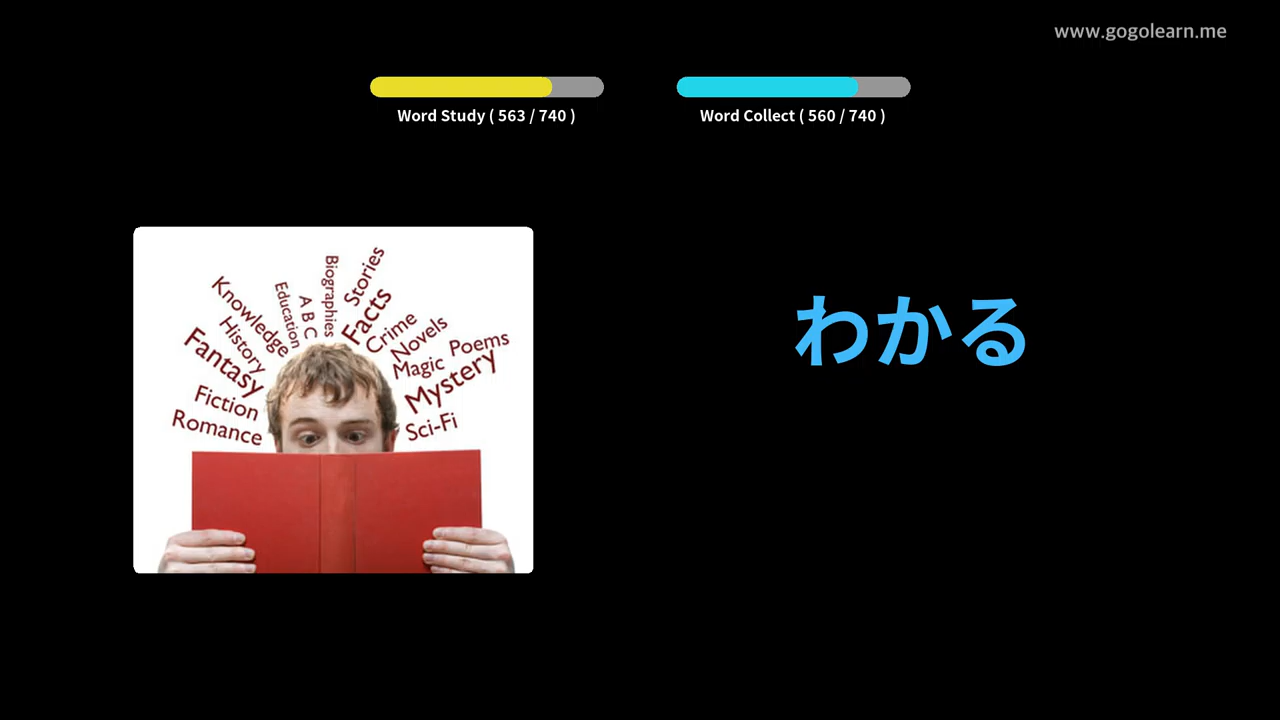 www.gogolearn.me
Word Study ( 563 / 740 )
Word Collect ( 560 / 740 )
Biographies
Stories
Facts
A B C
Education
Knowledge
History
Fantasy
Fiction
Romance
Crime
Novels
Poems
Magic
Mystery
Sci-Fi
わかる